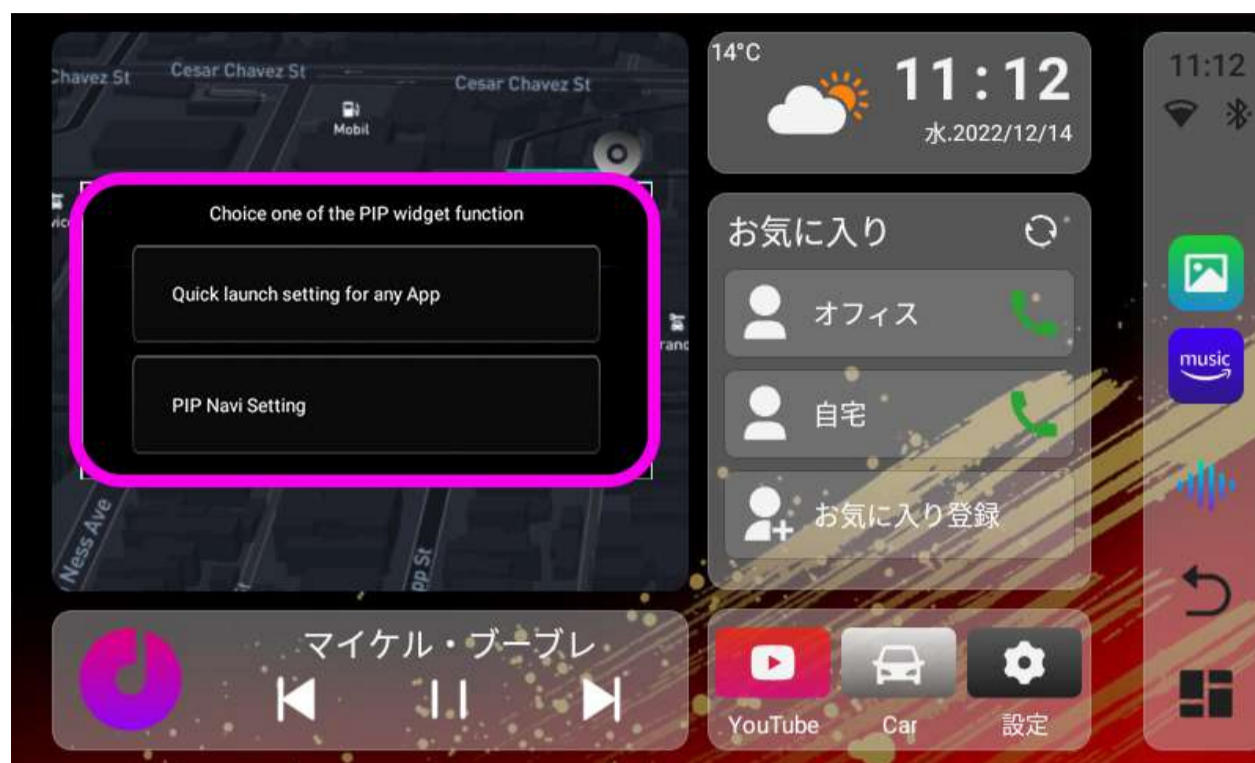 Chavez St
Cesar Chavez St
Cesar Chavez St
Mobil
Choice one of the PIP widget function
Quick launch setting for any App
PIP Navi Setting
Ness Ave
14°C
11:12
水.2022/12/14
お気に入り
オフィス
自宅
お気に入り登録
マイケル・ブーブレ
YouTube
Car
設定
11:12
music